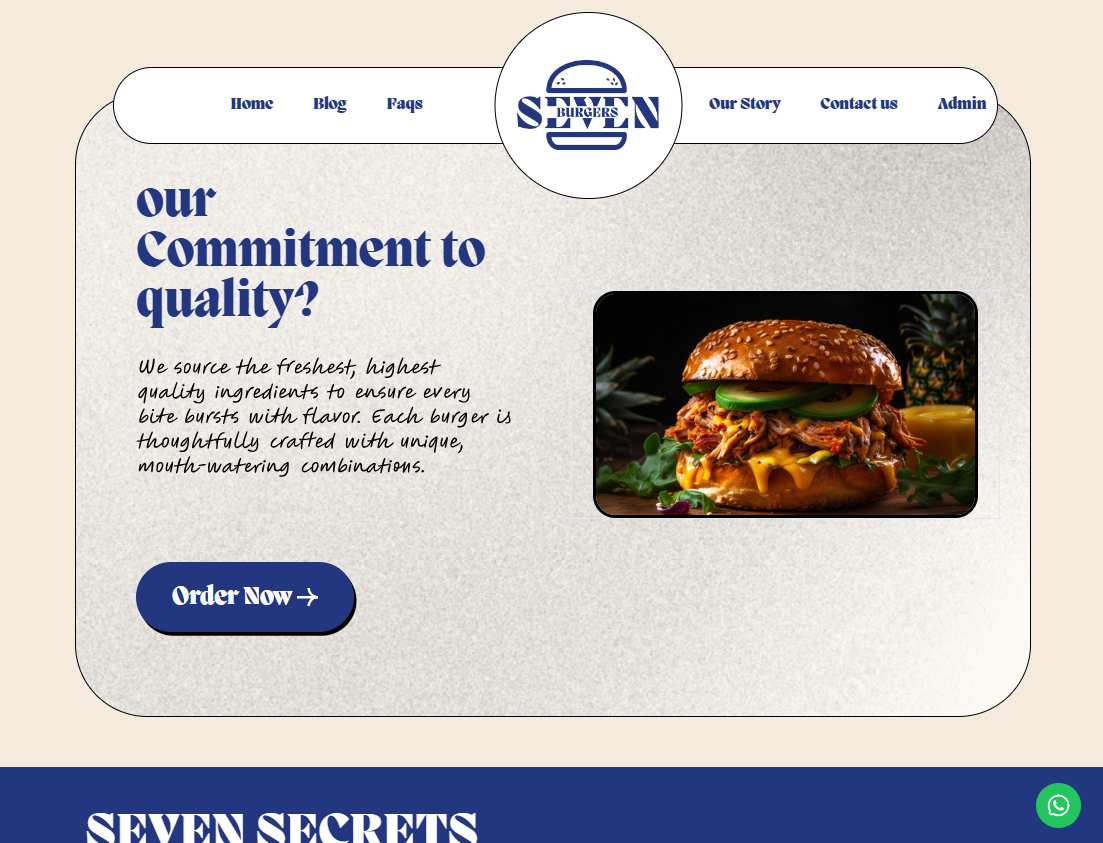 Home Blog Faqs
SEVEN
BURGERS
Our Story Contact us Admin
our
Commitment to
quality?
We source the freshest, highest
quality ingredients to ensure every
bite bursts with flavor. Each burger is
thoughtfully crafted with unique,
mouth-watering combinations.
Order Now →
SEVEN SECRETS